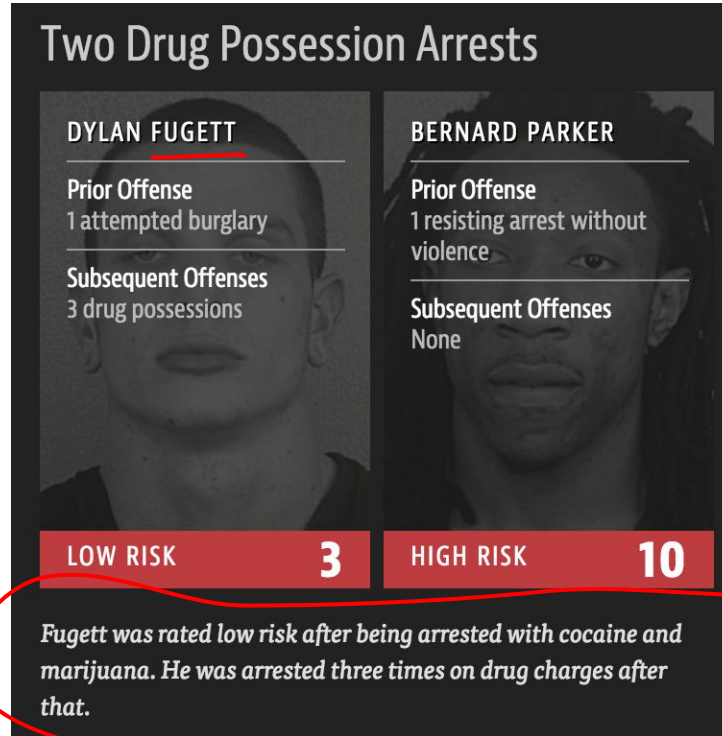 Two Drug Possession Arrests
DYLAN FUGETT
Prior Offense
1 attempted burglary
Subsequent Offenses
3 drug possessions
LOW RISK 3
BERNARD PARKER
Prior Offense
1 resisting arrest without
violence
Subsequent Offenses
None
HIGH RISK 10
Fugett was rated low risk after being arrested with cocaine and
marijuana. He was arrested three times on drug charges after
that.